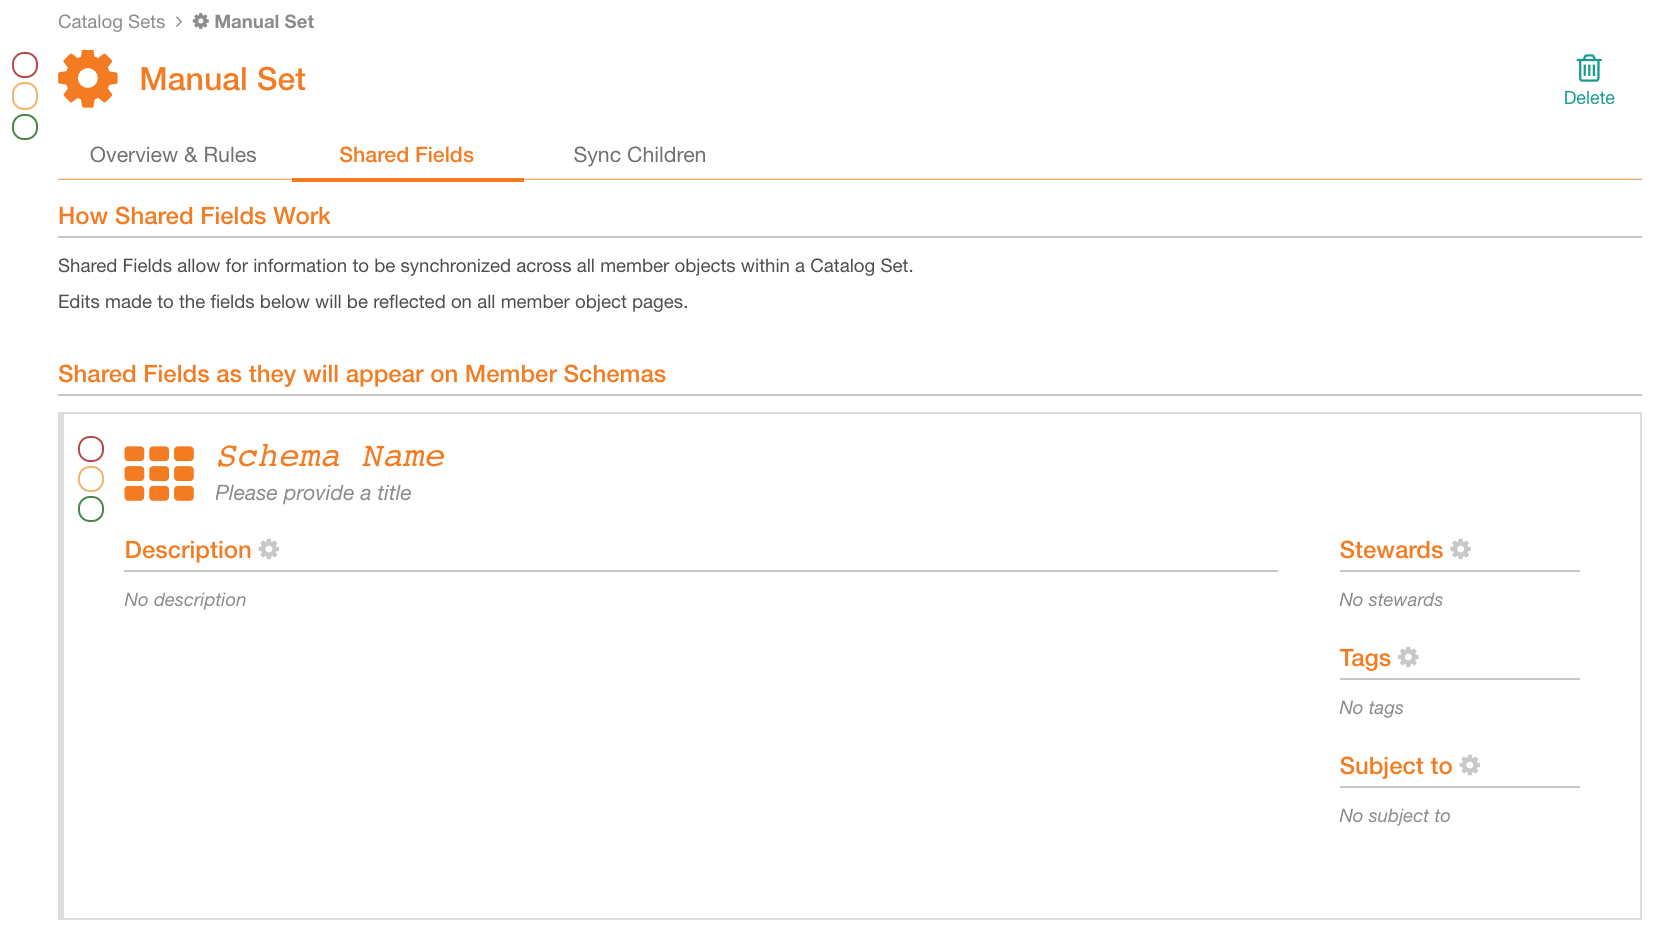 Catalog Sets > Manual Set
Manual Set
Delete
Overview & Rules Shared Fields Sync Children
How Shared Fields Work
Shared Fields allow for information to be synchronized across all member objects within a Catalog Set.
Edits made to the fields below will be reflected on all member object pages.
Shared Fields as they will appear on Member Schemas
Schema Name
Please provide a title
Description
No description
Stewards
No stewards
Tags
No tags
Subject to
No subject to